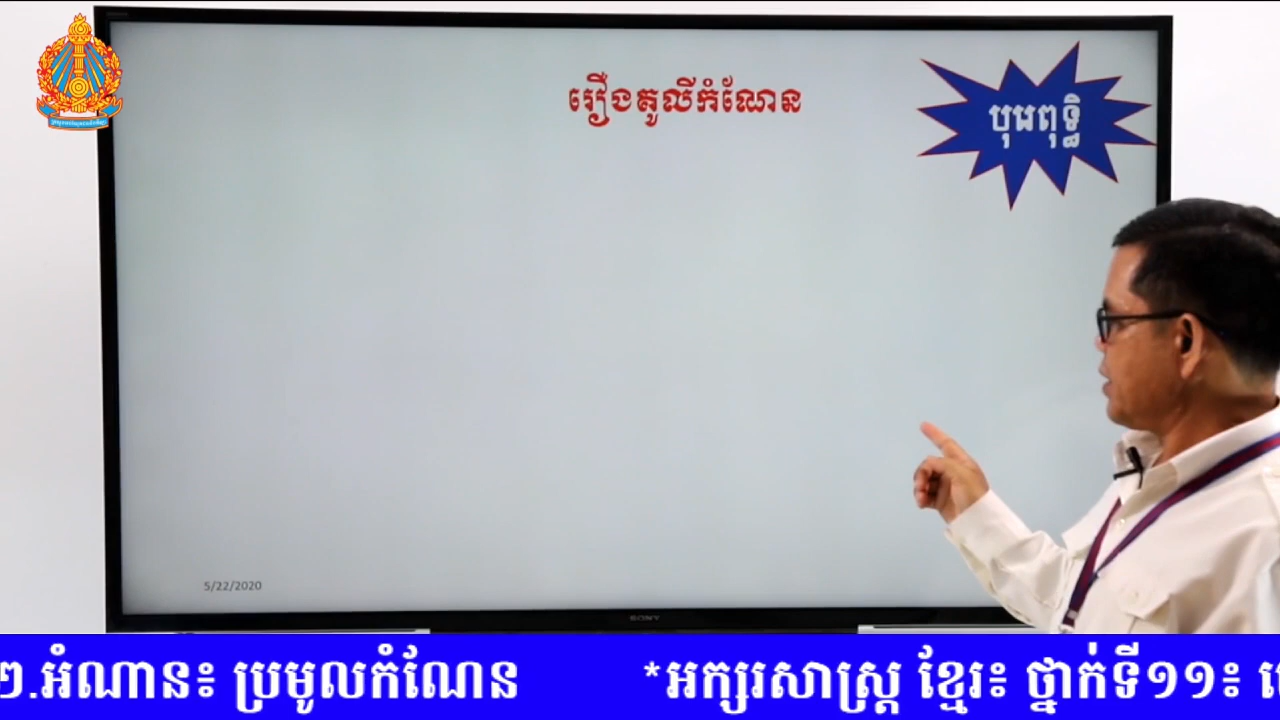 រឿងតូលីកំណែន
បុរេពុទ្ធិ
5/22/2020
SONY
២.អំណាន៖ ប្រមូលកំណែន *អក្សរសាស្ត្រ ខ្មែរ៖ ថ្នាក់ទី១១៖